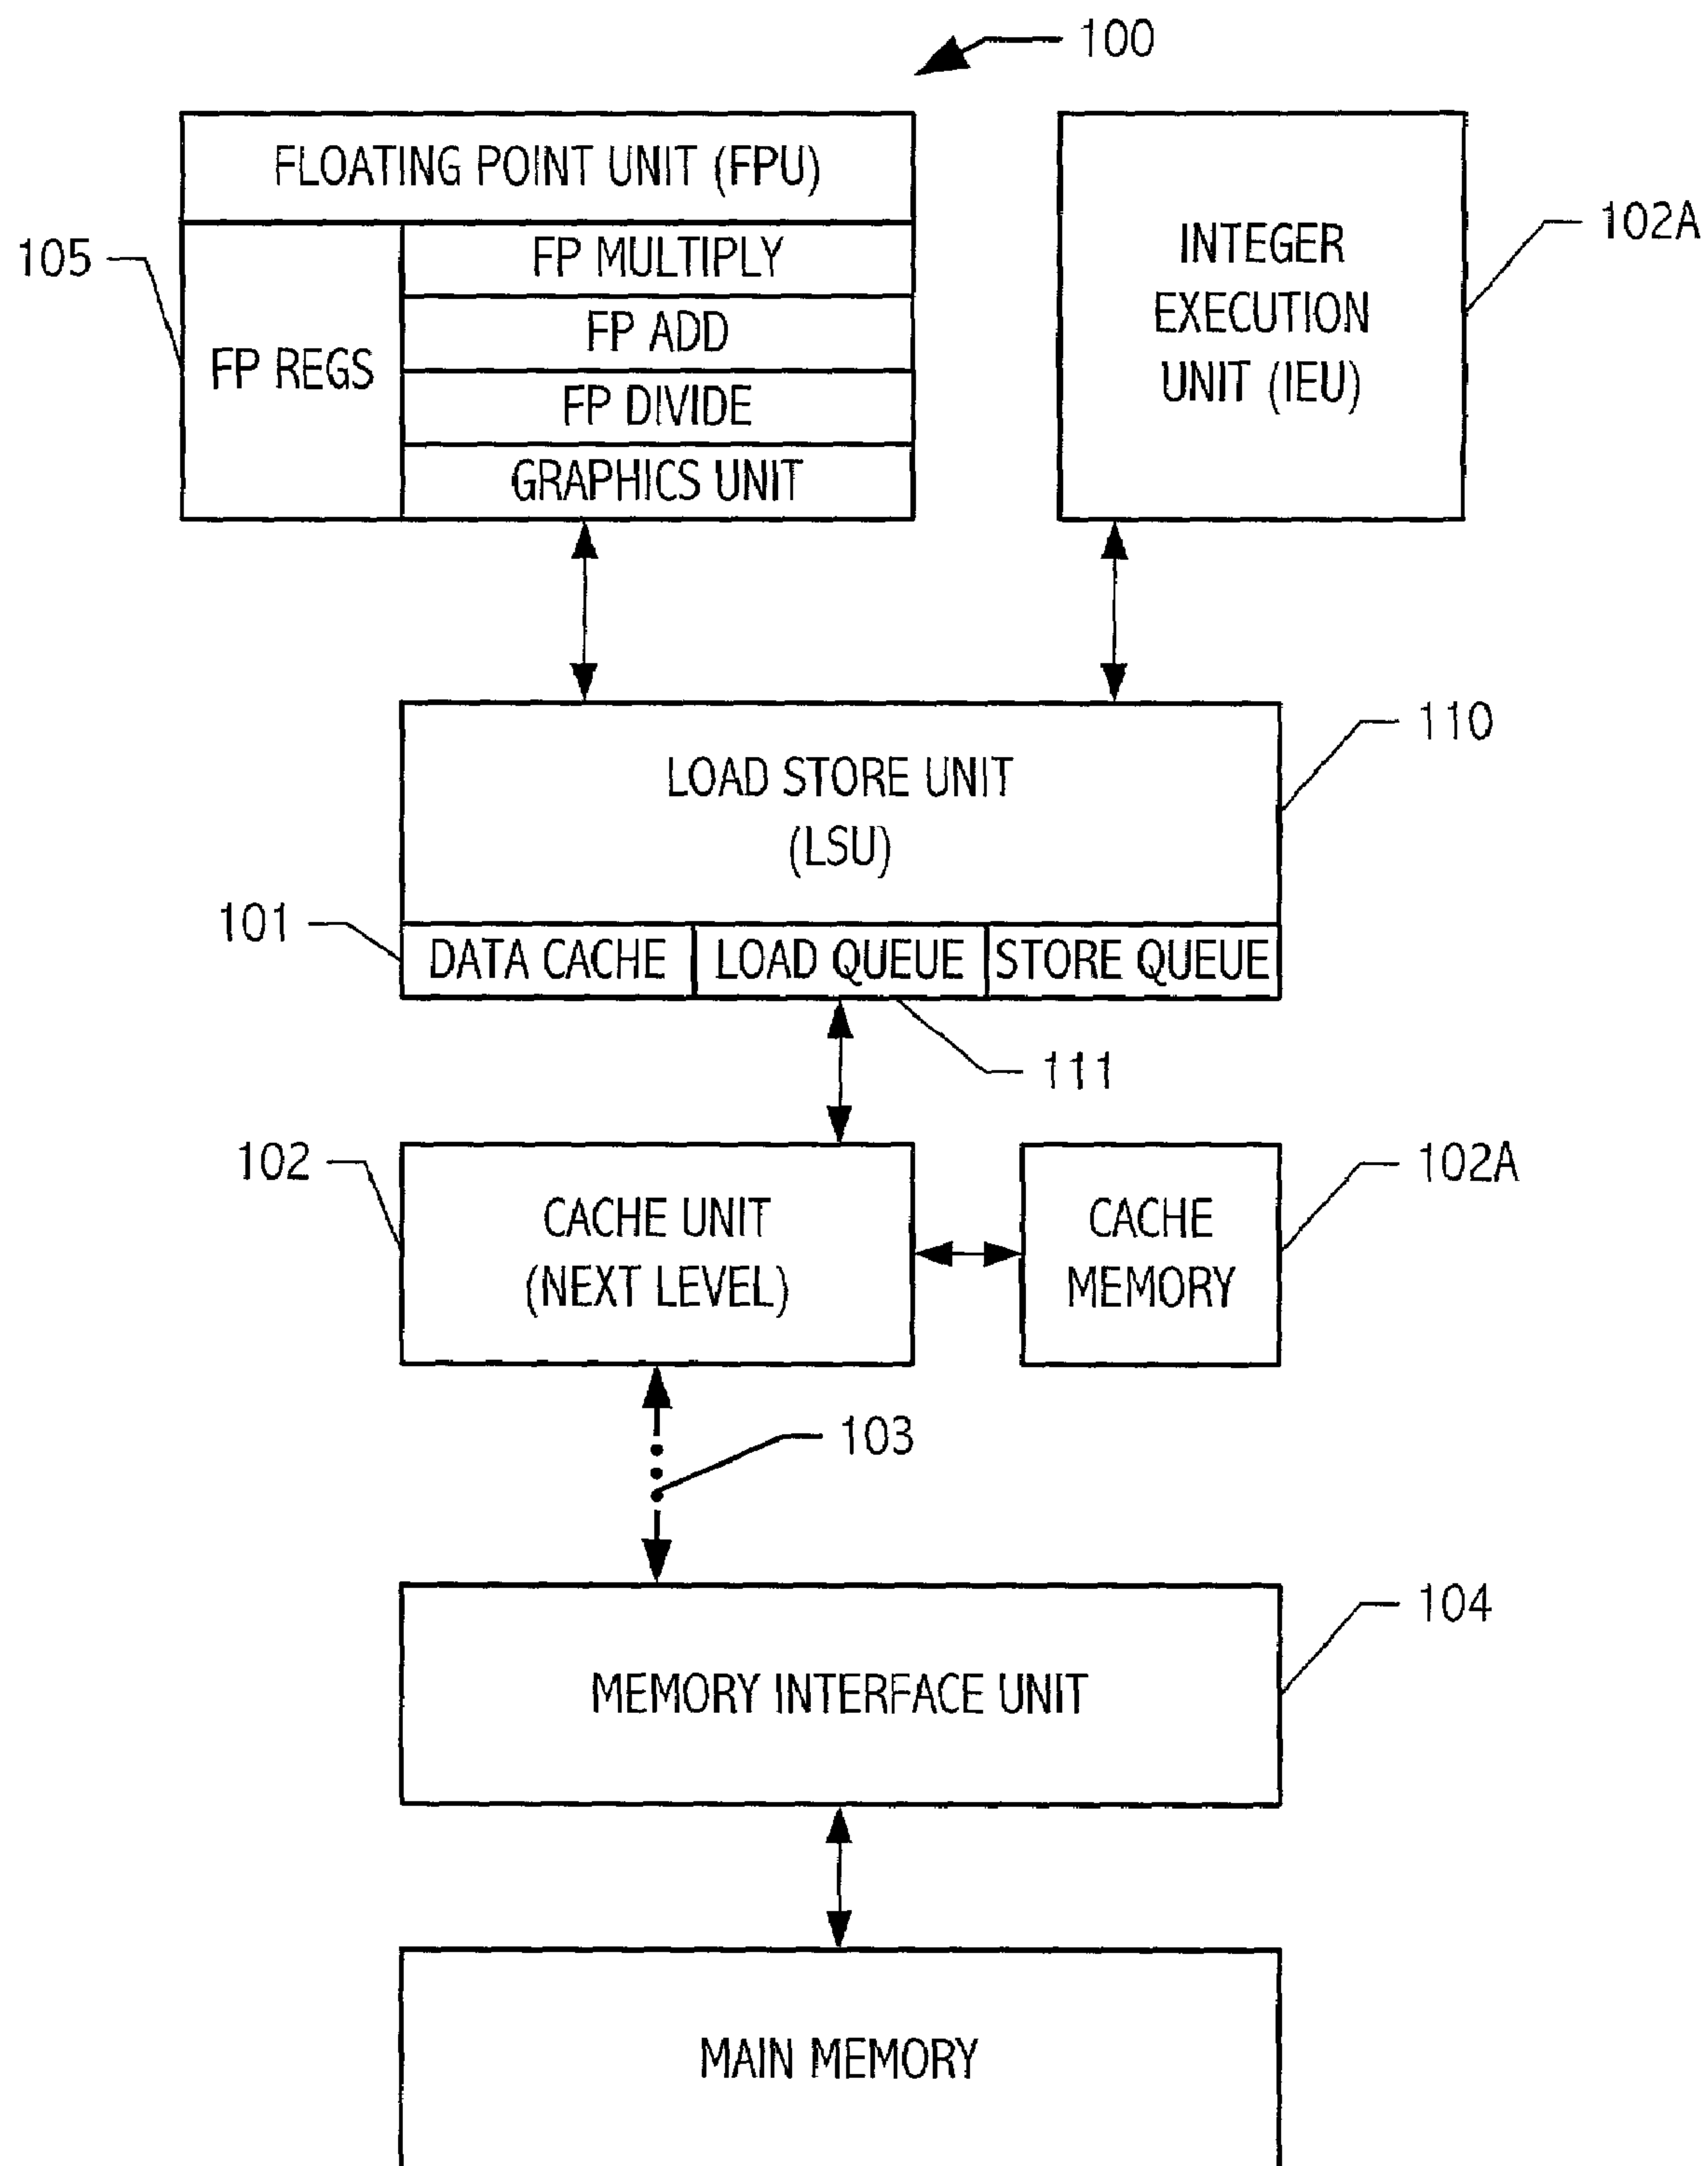 100
FLOATING POINT UNIT (FPU)
105
FP REGS
FP MULTIPLY
FP ADD
FP DIVIDE
GRAPHICS UNIT
INTEGER
EXECUTION
UNIT (IEU)
102A
LOAD STORE UNIT
(LSU)
110
101
DATA CACHE
LOAD QUEUE
STORE QUEUE
111
102
CACHE UNIT
(NEXT LEVEL)
CACHE
MEMORY
102A
103
MEMORY INTERFACE UNIT
104
MAIN MEMORY